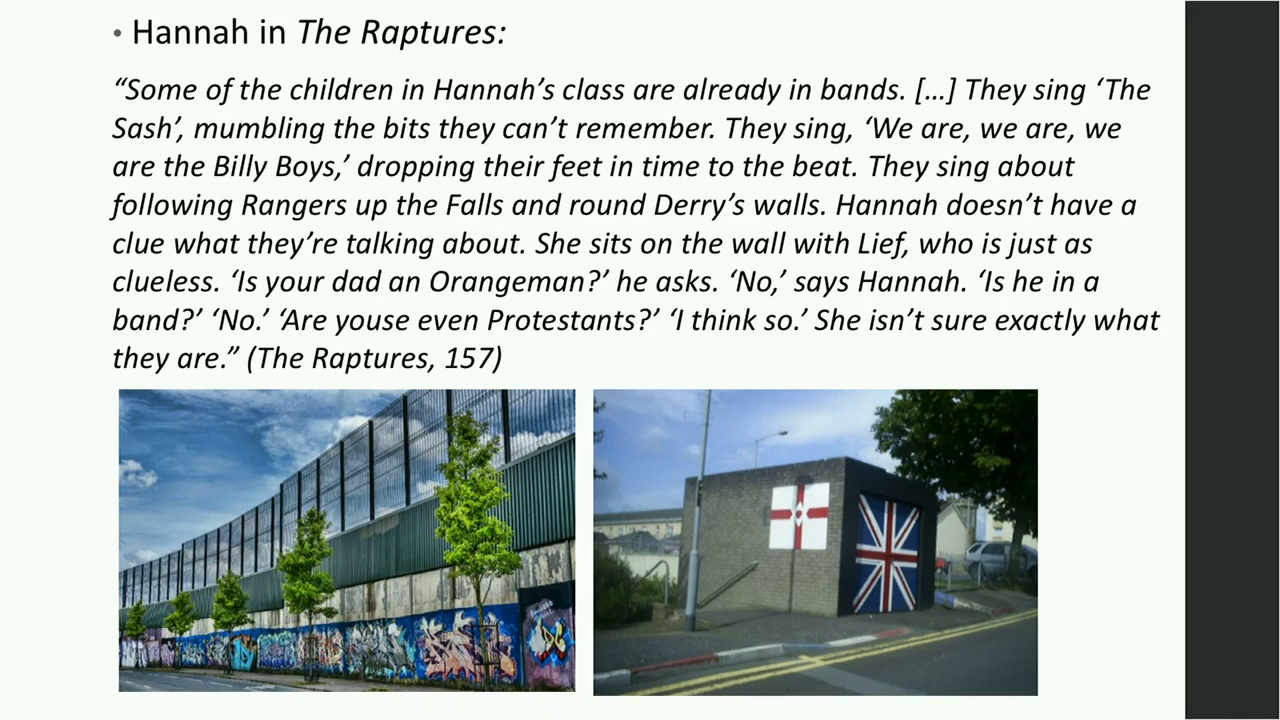 • Hannah in The Raptures:
“Some of the children in Hannah’s class are already in bands. […] They sing ‘The
Sash’, mumbling the bits they can’t remember. They sing, ‘We are, we are, we
are the Billy Boys,’ dropping their feet in time to the beat. They sing about
following Rangers up the Falls and round Derry’s walls. Hannah doesn’t have a
clue what they’re talking about. She sits on the wall with Lief, who is just as
clueless. ‘Is your dad an Orangeman?’ he asks. ‘No,’ says Hannah. ‘Is he in a
band?’ ‘No.’ ‘Are youse even Protestants?’ ‘I think so.’ She isn’t sure exactly what
they are.” (The Raptures, 157)